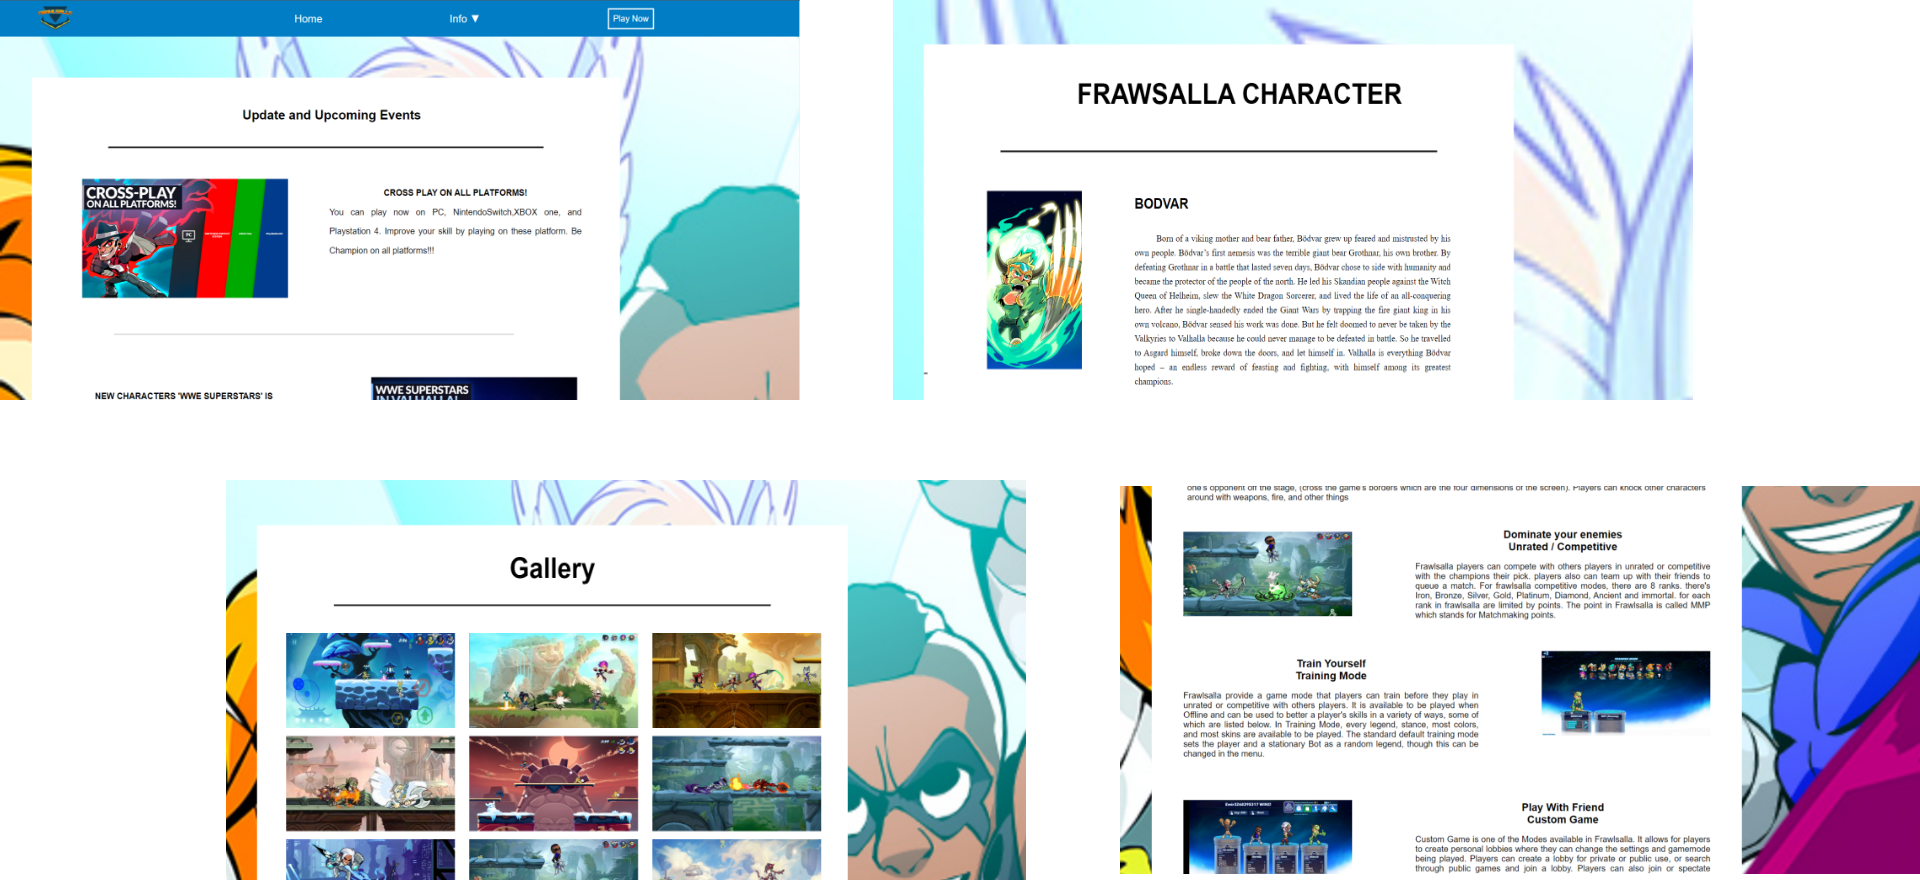 Home
Info ▼
Play Now
Update and Upcoming Events
CROSS-PLAY
ON ALL PLATFORMS!
PC
CROSS PLAY ON ALL PLATFORMS!
You can play now on PC, NintendoSwitch,XBOX one, and
Playstation 4. Improve your skill by playing on these platform. Be
Champion on all platforms!!!
NEW CHARACTERS 'WWE SUPERSTARS' IS
WWE SUPERSTARS
IN VALHALLA!
FRAWSALLA CHARACTER
BODVAR
Born of a viking mother and bear father, Bödvar grew up feared and mistrusted by his
own people. Bödvar's first nemesis was the terrible giant bear Grothnar, his own brother. By
defeating Grothnar in a battle that lasted seven days, Bödvar chose to side with humanity and
became the protector of the people of the north. He led his Skandian people against the Witch
Queen of Helheim, slew the White Dragon Sorcerer, and lived the life of an all-conquering
hero. After he single-handedly ended the Giant Wars by trapping the fire giant king in his
own volcano, Bödvar sensed his work was done. But he felt doomed to never be taken by the
Valkyries to Valhalla because he could never manage to be defeated in battle. So he travelled
to Asgard himself, broke down the doors, and let himself in. Valhalla is everything Bödvar
hoped – an endless reward of feasting and fighting, with himself among its greatest
champions.
Gallery
one's opponent off the stage, (cross the game's borders which are the four dimensions of the screen). Players can knock other characters
around with weapons, fire, and other things
Dominate your enemies
Unrated / Competitive
Frawlsalla players can compete with others players in unrated or competitive
with the champions their pick. players also can team up with their friends to
queue a match. For frawlsalla competitive modes, there are 8 ranks. there's
Iron, Bronze, Silver, Gold, Platinum, Diamond, Ancient and immortal. for each
rank in frawlsalla are limited by points. The point in Frawlsalla is called MMP
which stands for Matchmaking points.
Train Yourself
Training Mode
Frawlsalla provide a game mode that players can train before they play in
unrated or competitive with others players. It is available to be played when
Offline and can be used to better a player's skills in a variety of ways, some of
which are listed below. In Training Mode, every legend, stance, most colors,
and most skins are available to be played. The standard default training mode
sets the player and a stationary Bot as a random legend, though this can be
changed in the menu.
Play With Friend
Custom Game
Custom Game is one of the Modes available in Frawlsalla. It allows for players
to create personal lobbies where they can change the settings and gamemode
being played. Players can create a lobby for private or public use, or search
through public games and join a lobby. Players can also join or spectate